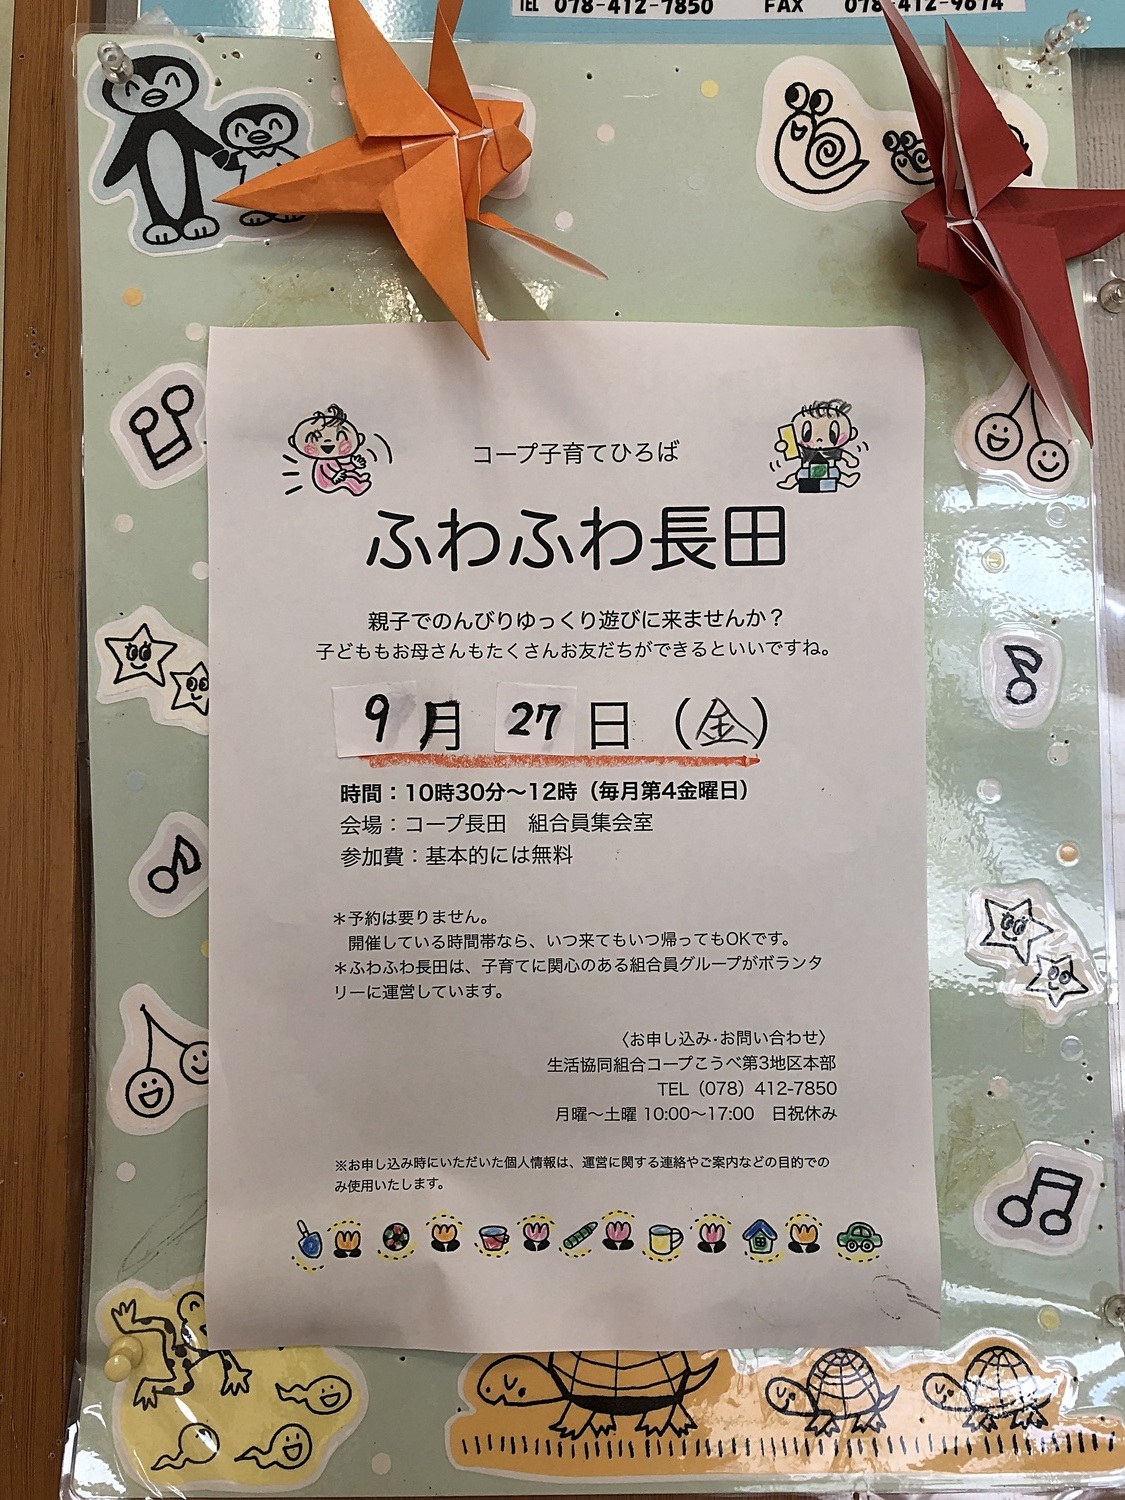 TEL 078-412-7850 FAX 078-412-9674
コープ子育てひろば
ふわふわ長田
親子でのんびりゆっくり遊びに来ませんか？
子どももお母さんもたくさんお友だちができるといいですね。
9月 27日（金）
時間：10時30分〜12時（毎月第4金曜日）
会場：コープ長田　組合員集会室
参加費：基本的には無料
＊予約は要りません。
開催している時間帯なら、いつ来てもいつ帰ってもOKです。
＊ふわふわ長田は、子育てに関心のある組合員グループがボランタ
リーに運営しています。
〈お申し込み・お問い合わせ〉
生活協同組合コープこうべ第3地区本部
TEL（078）412-7850
月曜〜土曜 10:00〜17:00　日祝休み
※お申し込み時にいただいた個人情報は、運営に関する連絡やご案内などの目的での
み使用いたします。